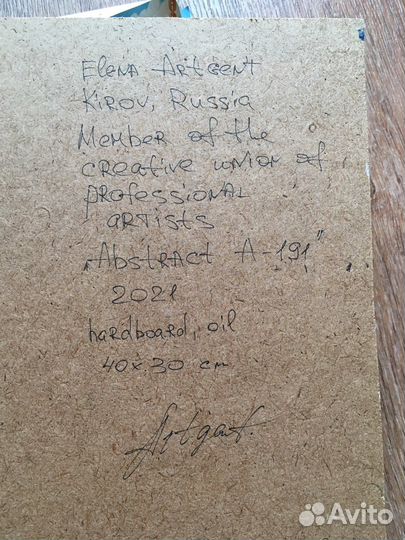 Elena Artgent
Kirov, Russia
Member of the
creative union of
professional
artists
„Abstract A-191”
2021
hardboard, oil
40x30 cm
Artgent.
Avito